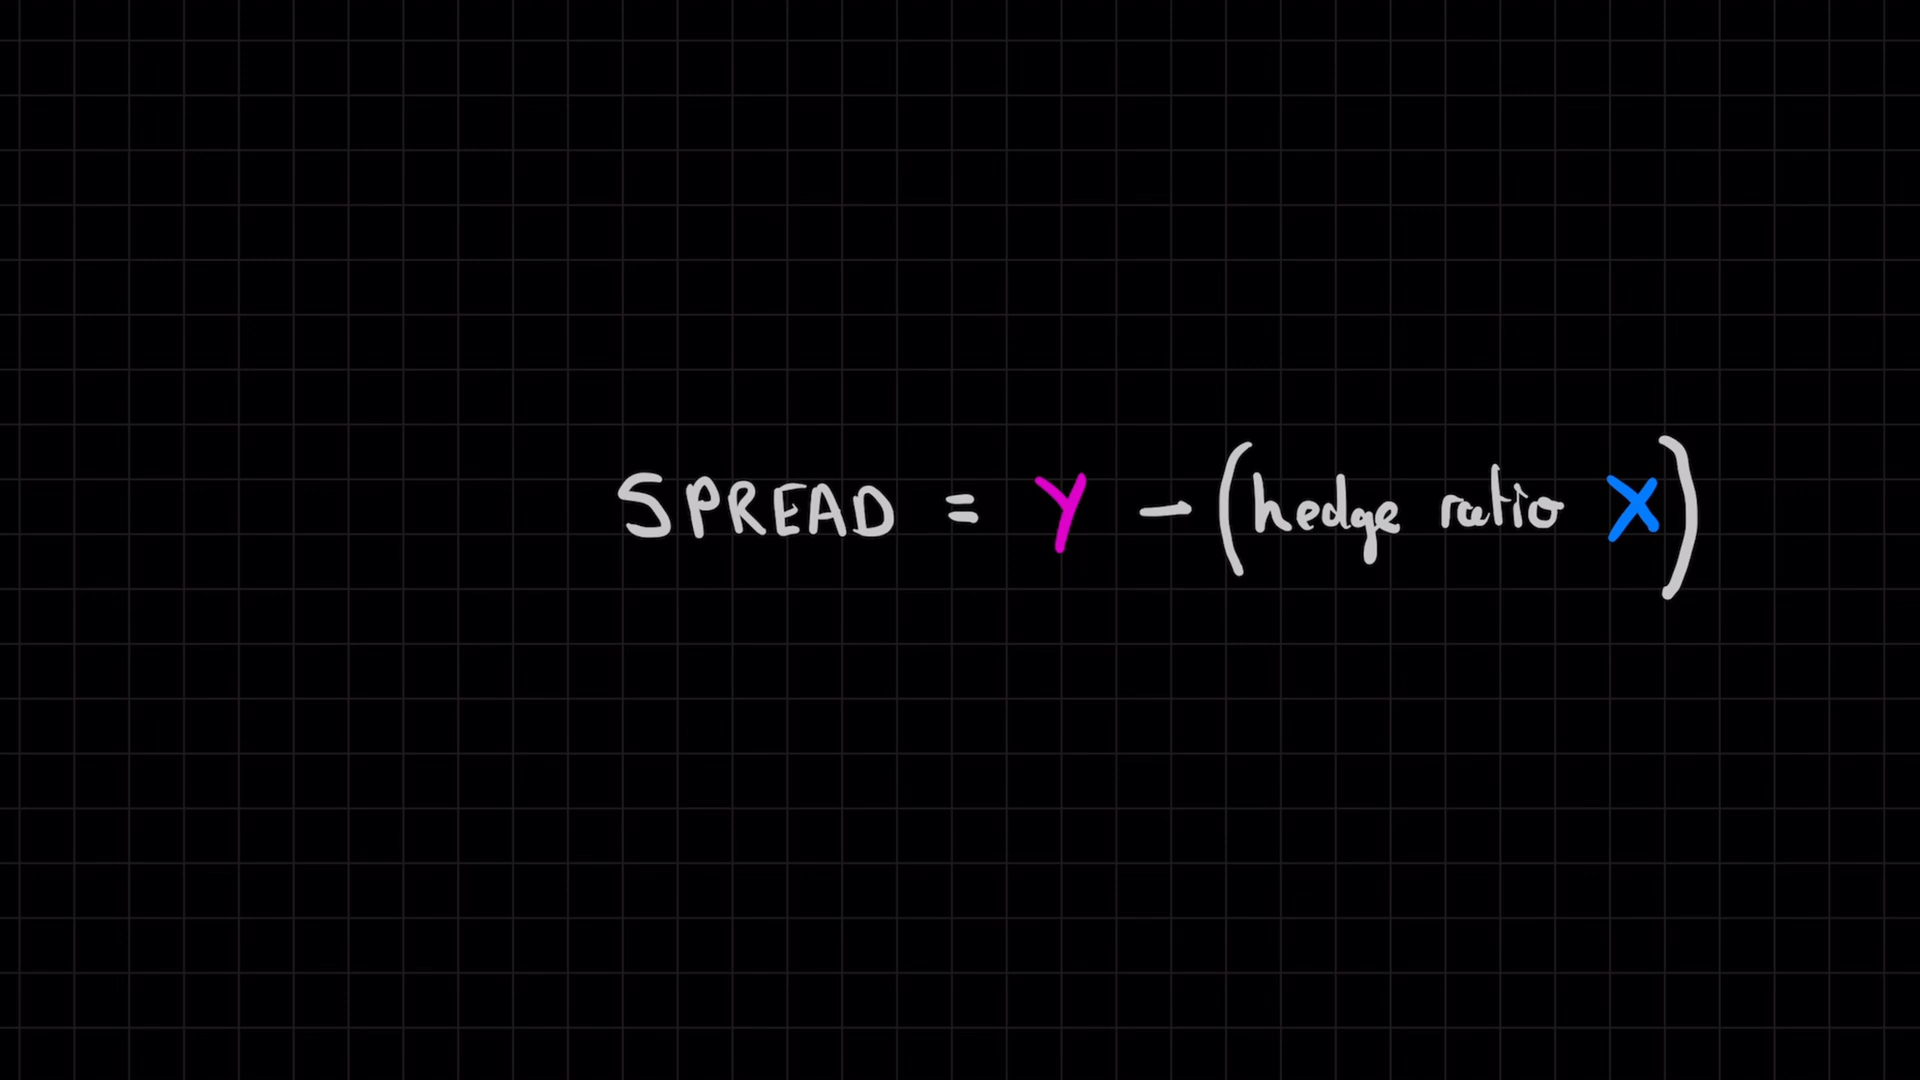 SPREAD = Y - (hedge ratio X)